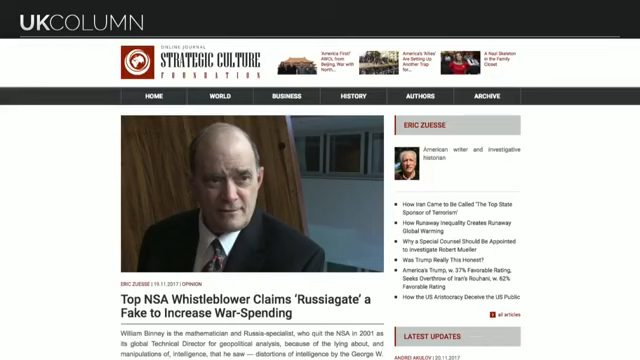 UKCOLUMN
ONLINE JOURNAL
STRATEGIC CULTURE
FOUNDATION
'America First'
AWOL from
Beijing, War with
North...
America's 'Allies'
Are Setting Up
Another Trap
for...
A Nazi Skeleton
in the Family
Closet
HOME
WORLD
BUSINESS
HISTORY
AUTHORS
ARCHIVE
ERIC ZUESSE
American writer and investigative
historian
How Iran Came to Be Called 'The Top State
Sponsor of Terrorism'
How Runaway Inequality Creates Runaway
Global Warming
Why a Special Counsel Should be Appointed
to Investigate Robert Mueller
Was Trump Really This Honest?
America's Trump, w. 37% Favorable Rating,
Seeks Overthrow of Iran's Rouhani, w. 62%
Favorable Rating
How the US Aristocracy Deceive the US Public
all articles
LATEST UPDATES
ANDREI AKULOV | 20.11.2017
ERIC ZUESSE | 19.11.2017 | OPINION
Top NSA Whistleblower Claims 'Russiagate' a
Fake to Increase War-Spending
William Binney is the mathematician and Russia-specialist, who quit the NSA in 2001 as
its global Technical Director for geopolitical analysis, because of the lying about, and
manipulations of, intelligence, that he saw — distortions of intelligence by the George W.